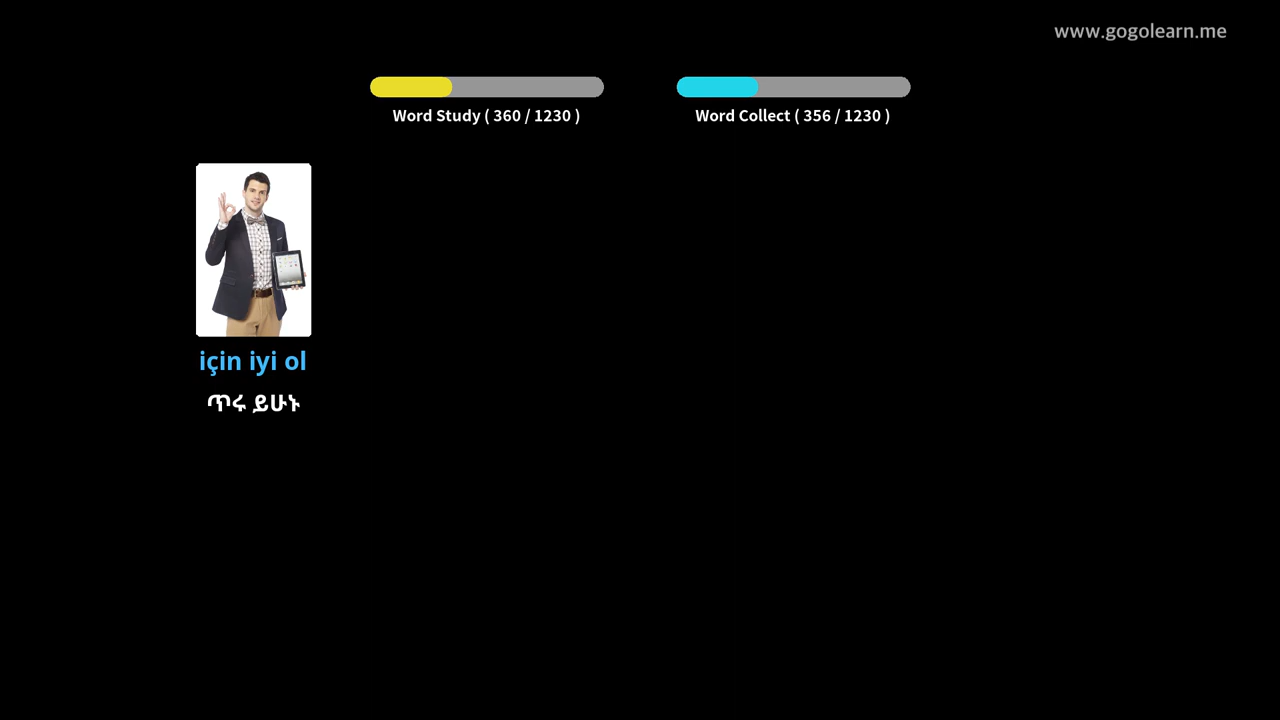 www.gogolearn.me
Word Study ( 360 / 1230 )
Word Collect ( 356 / 1230 )
için iyi ol
ጥሩ ይሁኑ